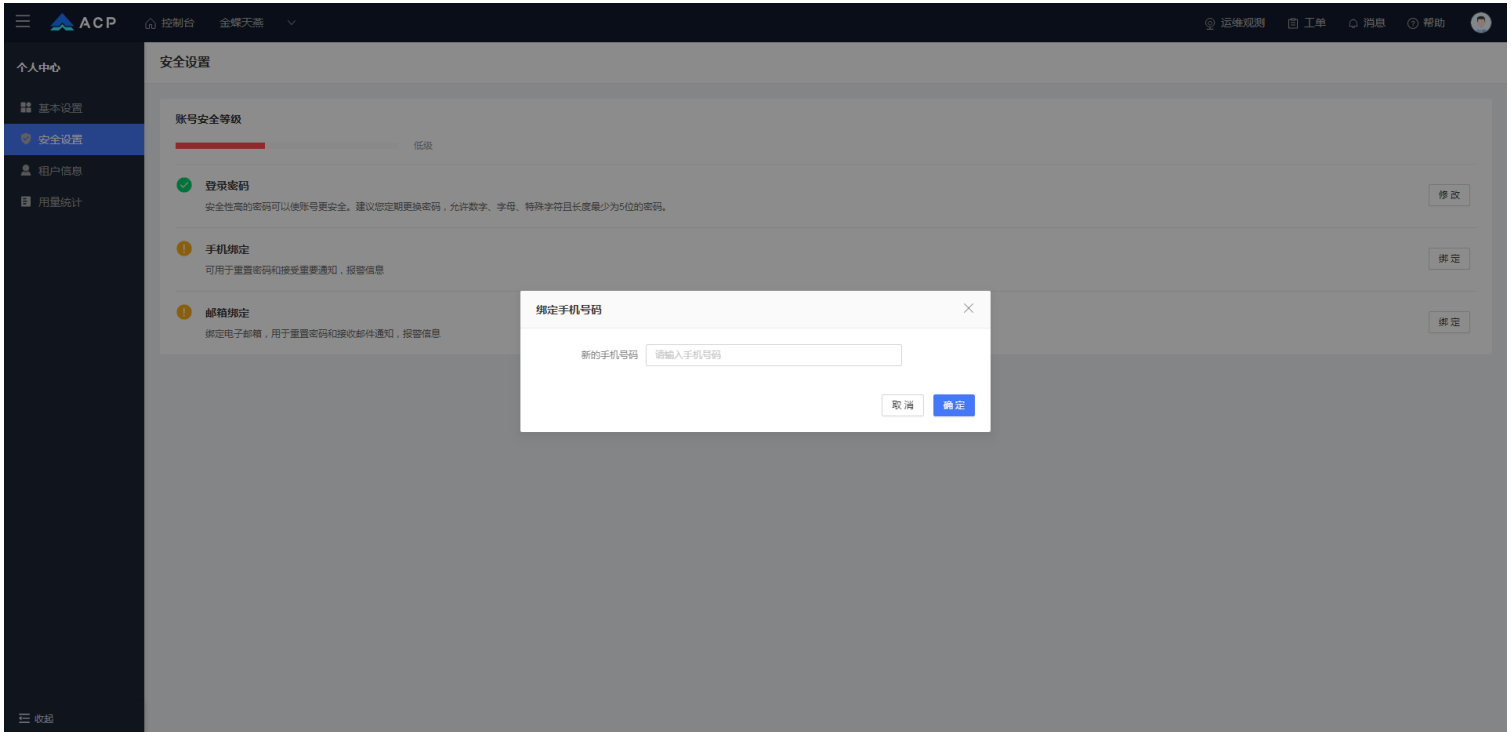 ACP 控制台 金蝶天燕 运维观测 工单 消息 帮助
个人中心
基本设置
安全设置
租户信息
用量统计
收起
安全设置
账号安全等级
低级
登录密码
安全性高的密码可以使账号更安全。建议您定期更换密码，允许数字、字母、特殊字符且长度最少为5位的密码。
修 改
手机绑定
可用于重置密码和接受重要通知，报警信息
绑 定
邮箱绑定
绑定电子邮箱，用于重置密码和接收邮件通知，报警信息
绑 定
绑定手机号码
新的手机号码 请输入手机号码
取 消 确 定